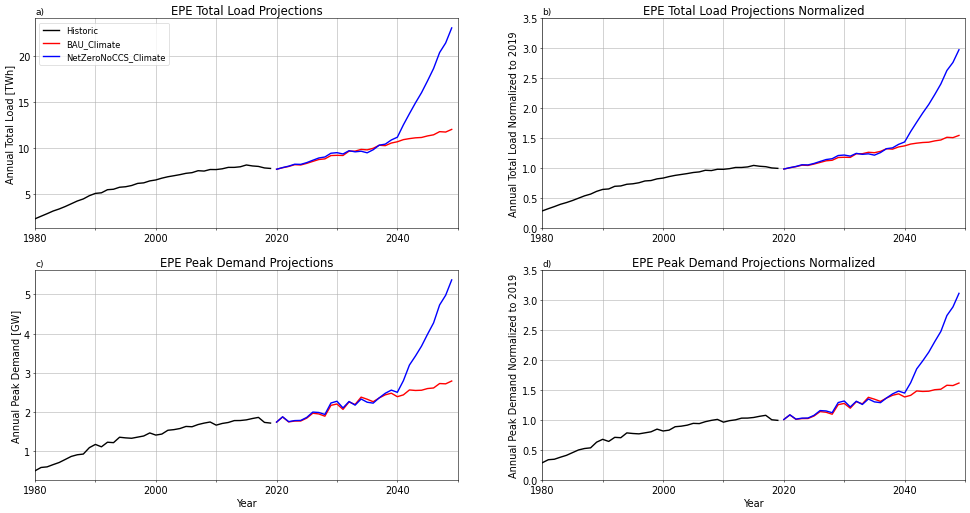 a)
EPE Total Load Projections
Historic
BAU_Climate
NetZeroNoCCS_Climate
Annual Total Load [TWh]
20
15
10
5
1980
2000
2020
2040
b)
EPE Total Load Projections Normalized
Annual Total Load Normalized to 2019
3.5
3.0
2.5
2.0
1.5
1.0
0.5
0.0
1980
2000
2020
2040
c)
EPE Peak Demand Projections
Annual Peak Demand [GW]
5
4
3
2
1
1980
2000
2020
2040
Year
d)
EPE Peak Demand Projections Normalized
Annual Peak Demand Normalized to 2019
3.5
3.0
2.5
2.0
1.5
1.0
0.5
0.0
1980
2000
2020
2040
Year